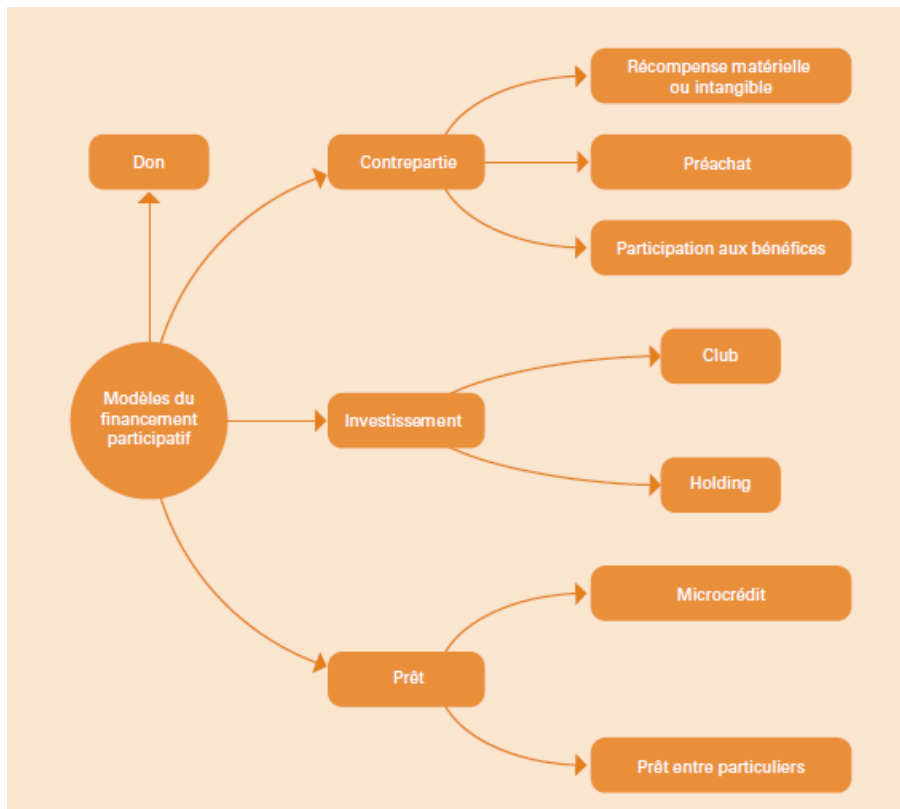 Récompense matérielle
ou intangible
Don
Contrepartie
Préachat
Participation aux bénéfices
Modèles du
financement
participatif
Investissement
Club
Holding
Microcrédit
Prêt
Prêt entre particuliers